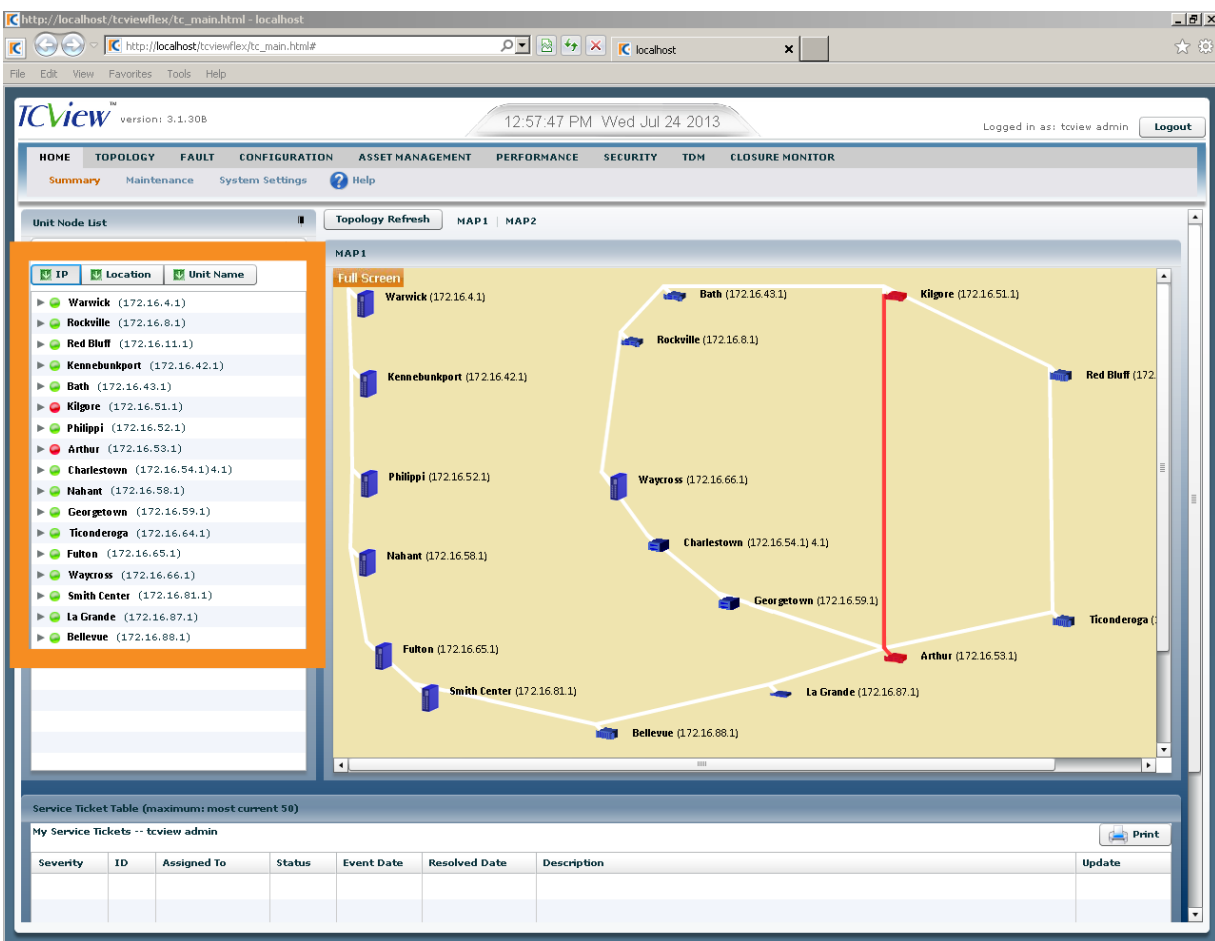 http://localhost/tcviewflex/tc_main.html - localhost
http://localhost/tcviewflex/tc_main.html#
localhost
File Edit View Favorites Tools Help
TCView™ version: 3.1.30B
12:57:47 PM Wed Jul 24 2013
Logged in as: tcview admin Logout
HOME TOPOLOGY FAULT CONFIGURATION ASSET MANAGEMENT PERFORMANCE SECURITY TDM CLOSURE MONITOR
Summary Maintenance System Settings ? Help
Unit Node List
Topology Refresh MAP1 | MAP2
IP Location Unit Name
Warwick (172.16.4.1)
Rockville (172.16.8.1)
Red Bluff (172.16.11.1)
Kennebunkport (172.16.42.1)
Bath (172.16.43.1)
Kilgore (172.16.51.1)
Philippi (172.16.52.1)
Arthur (172.16.53.1)
Charlestown (172.16.54.1)4.1)
Nahant (172.16.58.1)
Georgetown (172.16.59.1)
Ticonderoga (172.16.64.1)
Fulton (172.16.65.1)
Waycross (172.16.66.1)
Smith Center (172.16.81.1)
La Grande (172.16.87.1)
Bellevue (172.16.88.1)
MAP1
Full Screen
Warwick (172.16.4.1)
Bath (172.16.43.1)
Kilgore (172.16.51.1)
Rockville (172.16.8.1)
Kennebunkport (172.16.42.1)
Red Bluff (172.
Philippi (172.16.52.1)
Waycross (172.16.66.1)
Charlestown (172.16.54.1) 4.1)
Nahant (172.16.58.1)
Georgetown (172.16.59.1)
Ticonderoga (
Fulton (172.16.65.1)
Arthur (172.16.53.1)
Smith Center (172.16.81.1)
La Grande (172.16.87.1)
Bellevue (172.16.88.1)
Service Ticket Table (maximum: most current 50)
My Service Tickets -- tcview admin
Print
Severity ID Assigned To Status Event Date Resolved Date Description Update